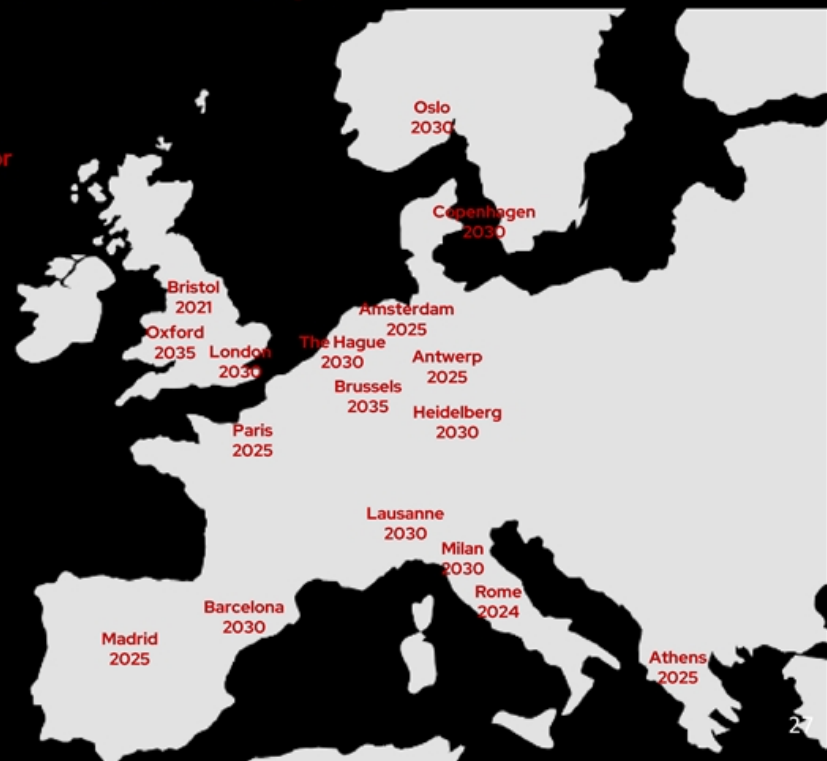 Oslo
2030
or
Copenhagen
2030
Bristol
2021
Amsterdam
2025
Oxford
2035
London
2030
The Hague
2030
Antwerp
2025
Brussels
2035
Heidelberg
2030
Paris
2025
Lausanne
2030
Milan
2030
Rome
2024
Barcelona
2030
Madrid
2025
Athens
2025
27